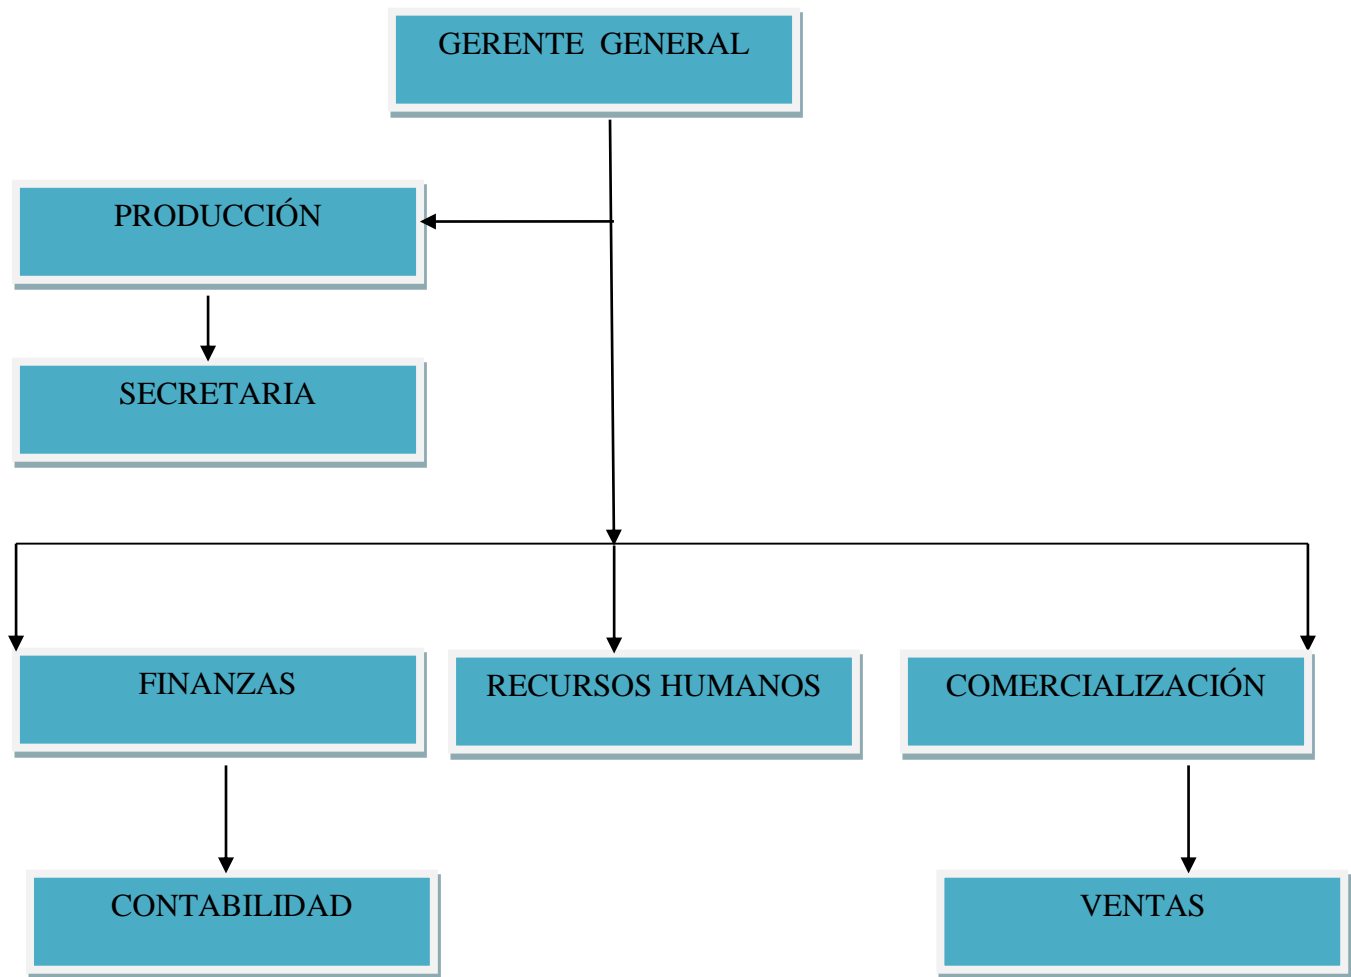 GERENTE GENERAL
PRODUCCIÓN
SECRETARIA
FINANZAS
RECURSOS HUMANOS
COMERCIALIZACIÓN
CONTABILIDAD
VENTAS